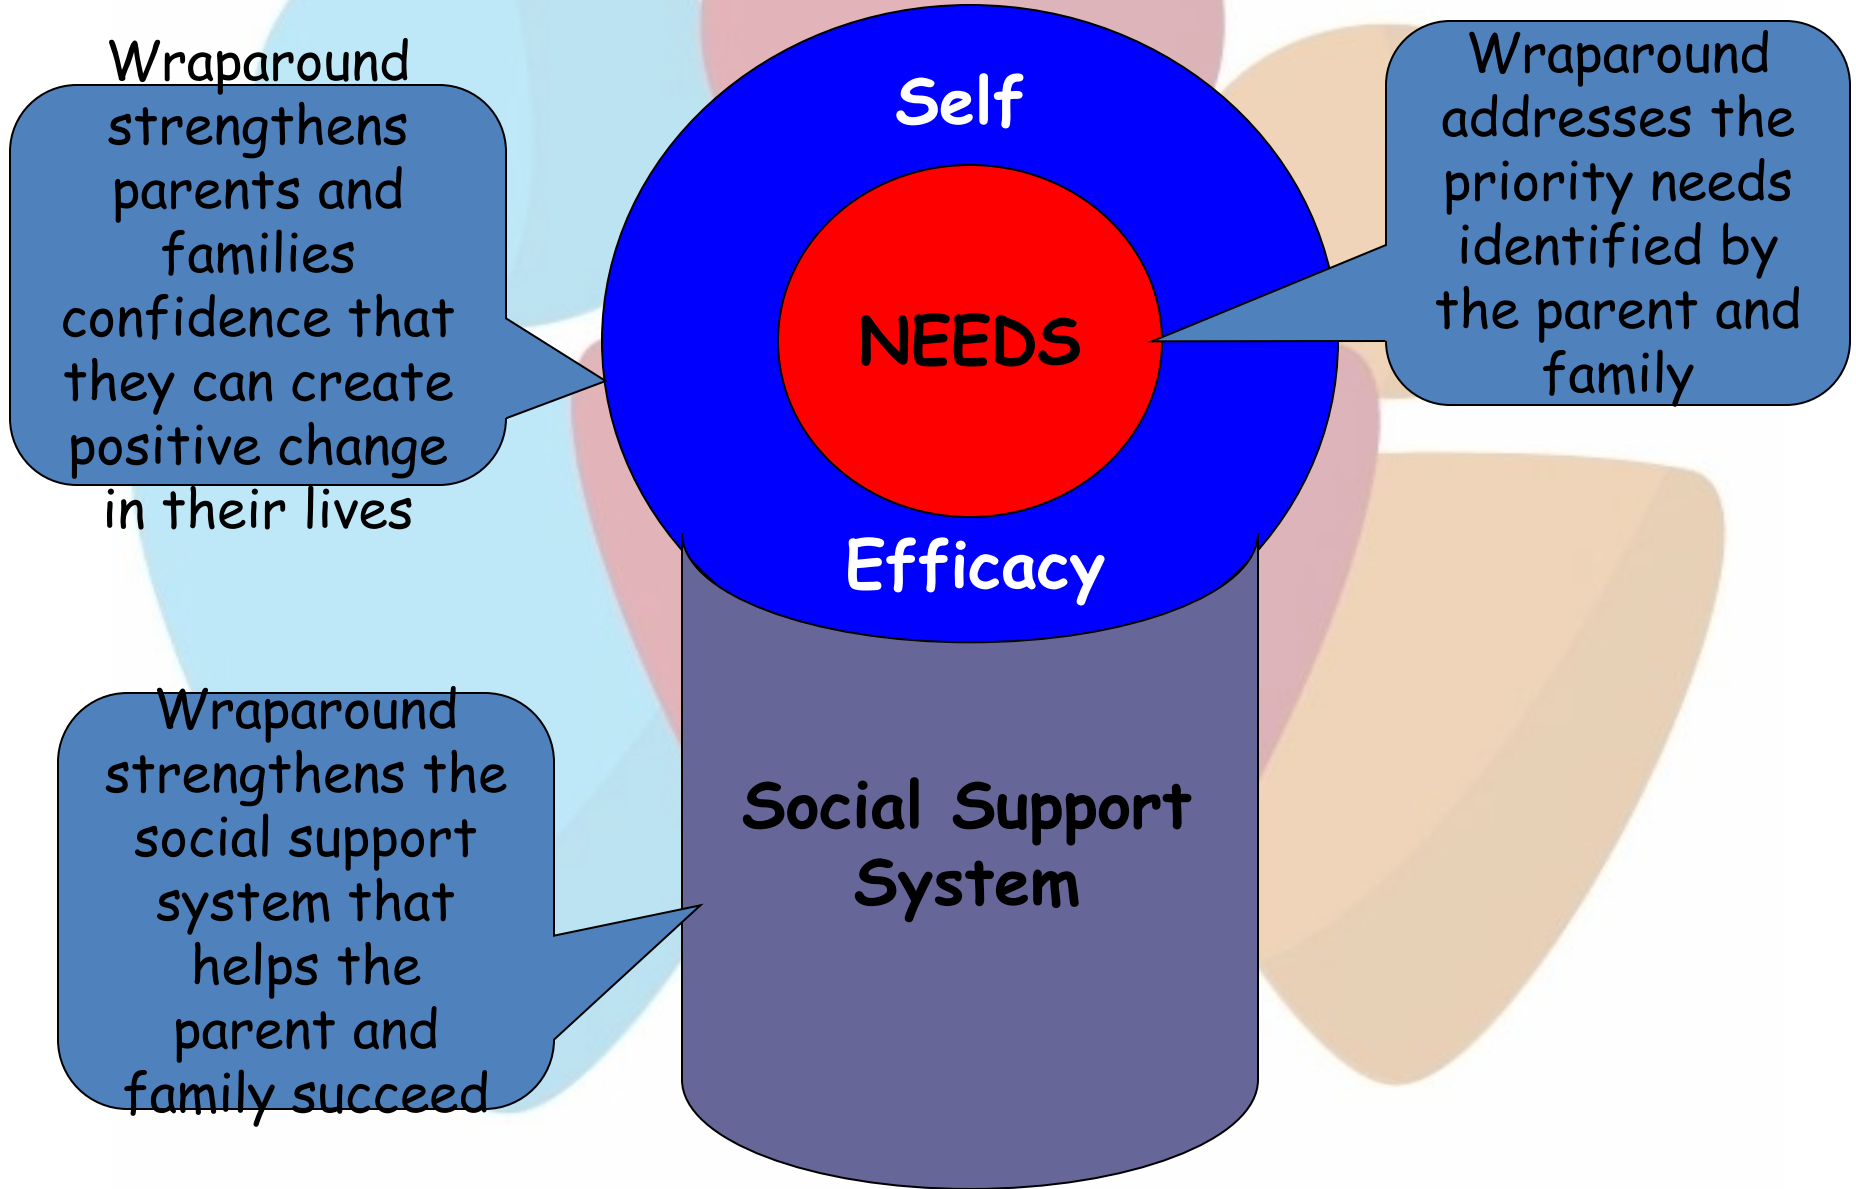 Wraparound
strengthens
parents and
families
confidence that
they can create
positive change
in their lives
Self
NEEDS
Efficacy
Wraparound
addresses the
priority needs
identified by
the parent and
family
Wraparound
strengthens the
social support
system that
helps the
parent and
family succeed
Social Support
System